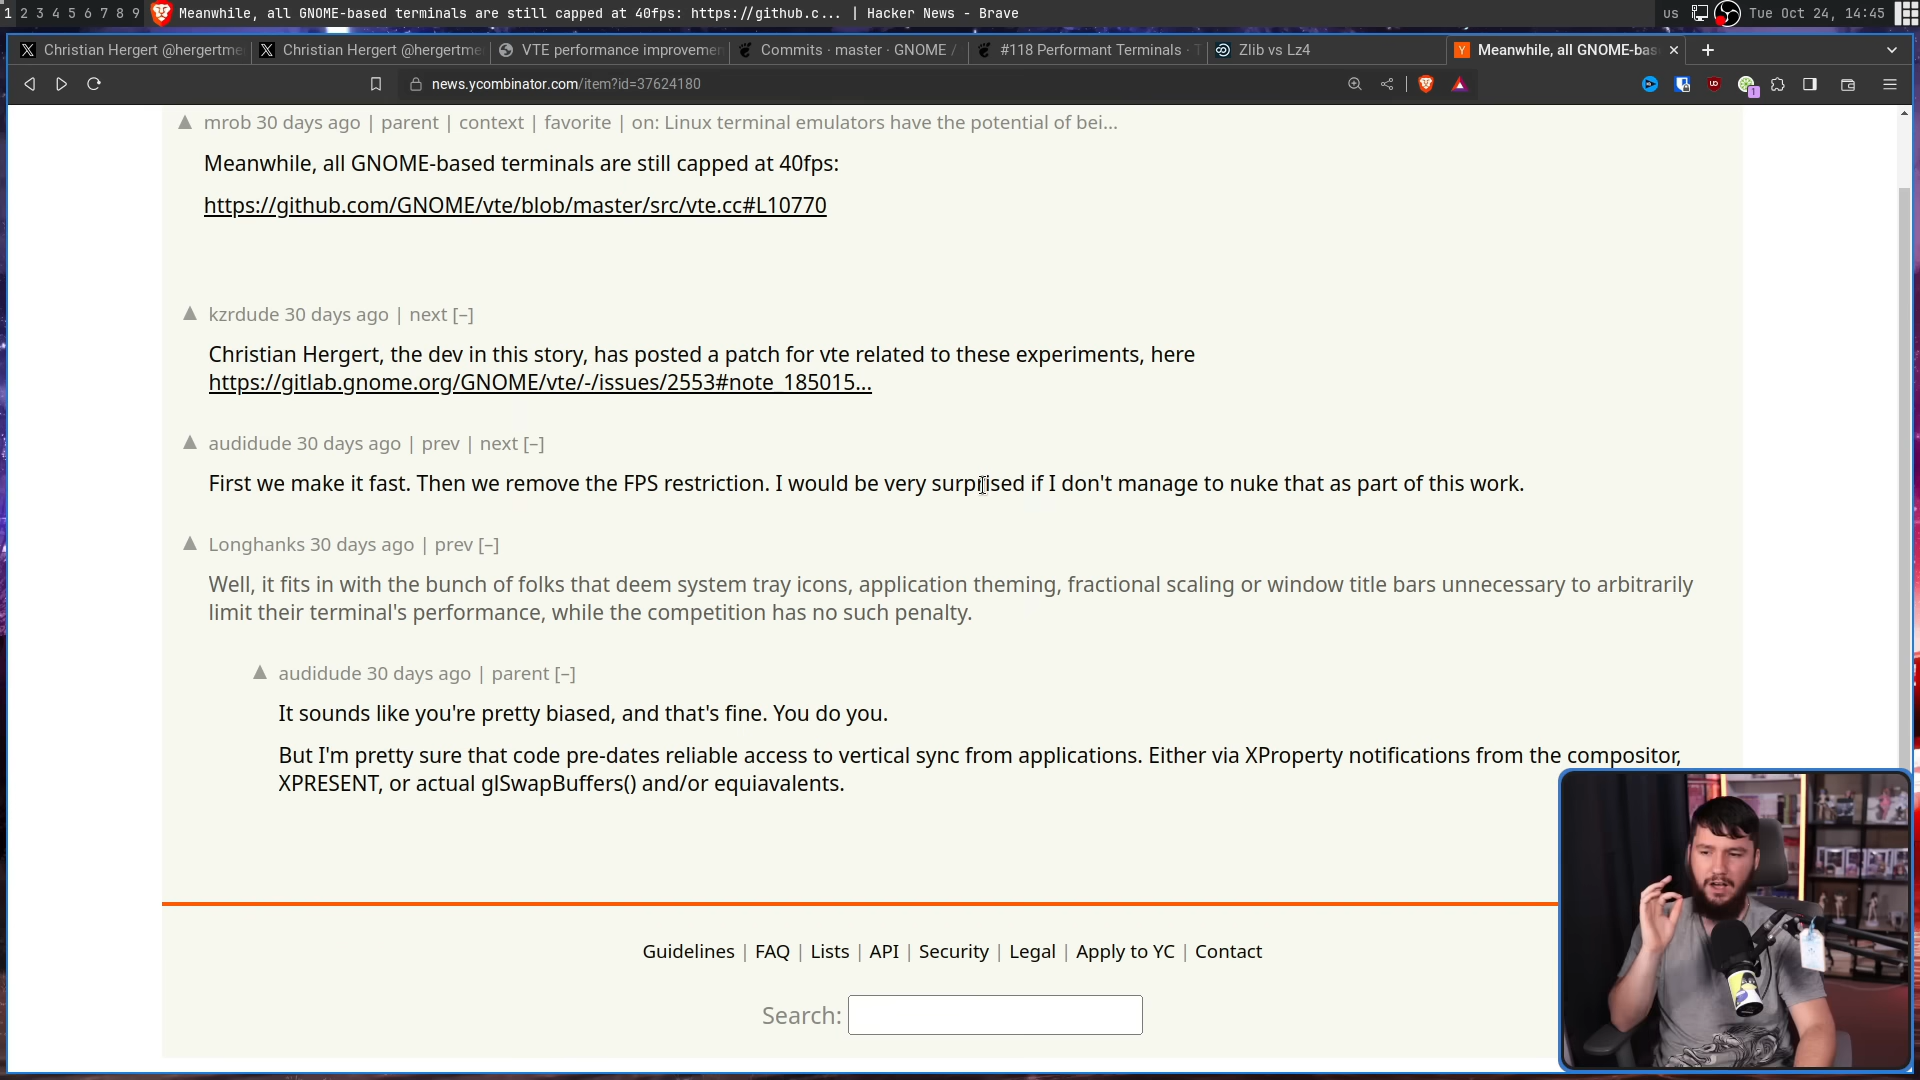 1 2 3 4 5 6 7 8 9 Meanwhile, all GNOME-based terminals are still capped at 40fps: https://github.c... | Hacker News - Brave us Tue Oct 24, 14:45
Christian Hergert @hergertme Christian Hergert @hergertme VTE performance improvemen Commits · master · GNOME / #118 Performant Terminals · T Zlib vs Lz4 Y Meanwhile, all GNOME-bas
news.ycombinator.com/item?id=37624180
mrob 30 days ago | parent | context | favorite | on: Linux terminal emulators have the potential of bei...
Meanwhile, all GNOME-based terminals are still capped at 40fps:
https://github.com/GNOME/vte/blob/master/src/vte.cc#L10770
kzrdude 30 days ago | next [–]
Christian Hergert, the dev in this story, has posted a patch for vte related to these experiments, here
https://gitlab.gnome.org/GNOME/vte/-/issues/2553#note_185015...
audidude 30 days ago | prev | next [–]
First we make it fast. Then we remove the FPS restriction. I would be very surprised if I don't manage to nuke that as part of this work.
Longhanks 30 days ago | prev [–]
Well, it fits in with the bunch of folks that deem system tray icons, application theming, fractional scaling or window title bars unnecessary to arbitrarily
limit their terminal's performance, while the competition has no such penalty.
audidude 30 days ago | parent [–]
It sounds like you're pretty biased, and that's fine. You do you.
But I'm pretty sure that code pre-dates reliable access to vertical sync from applications. Either via XProperty notifications from the compositor,
XPRESENT, or actual glSwapBuffers() and/or equiavalents.
Guidelines | FAQ | Lists | API | Security | Legal | Apply to YC | Contact
Search: